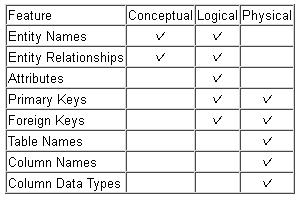 Feature Conceptual Logical Physical
Entity Names ✓ ✓
Entity Relationships ✓ ✓
Attributes ✓
Primary Keys ✓ ✓
Foreign Keys ✓ ✓
Table Names ✓
Column Names ✓
Column Data Types ✓